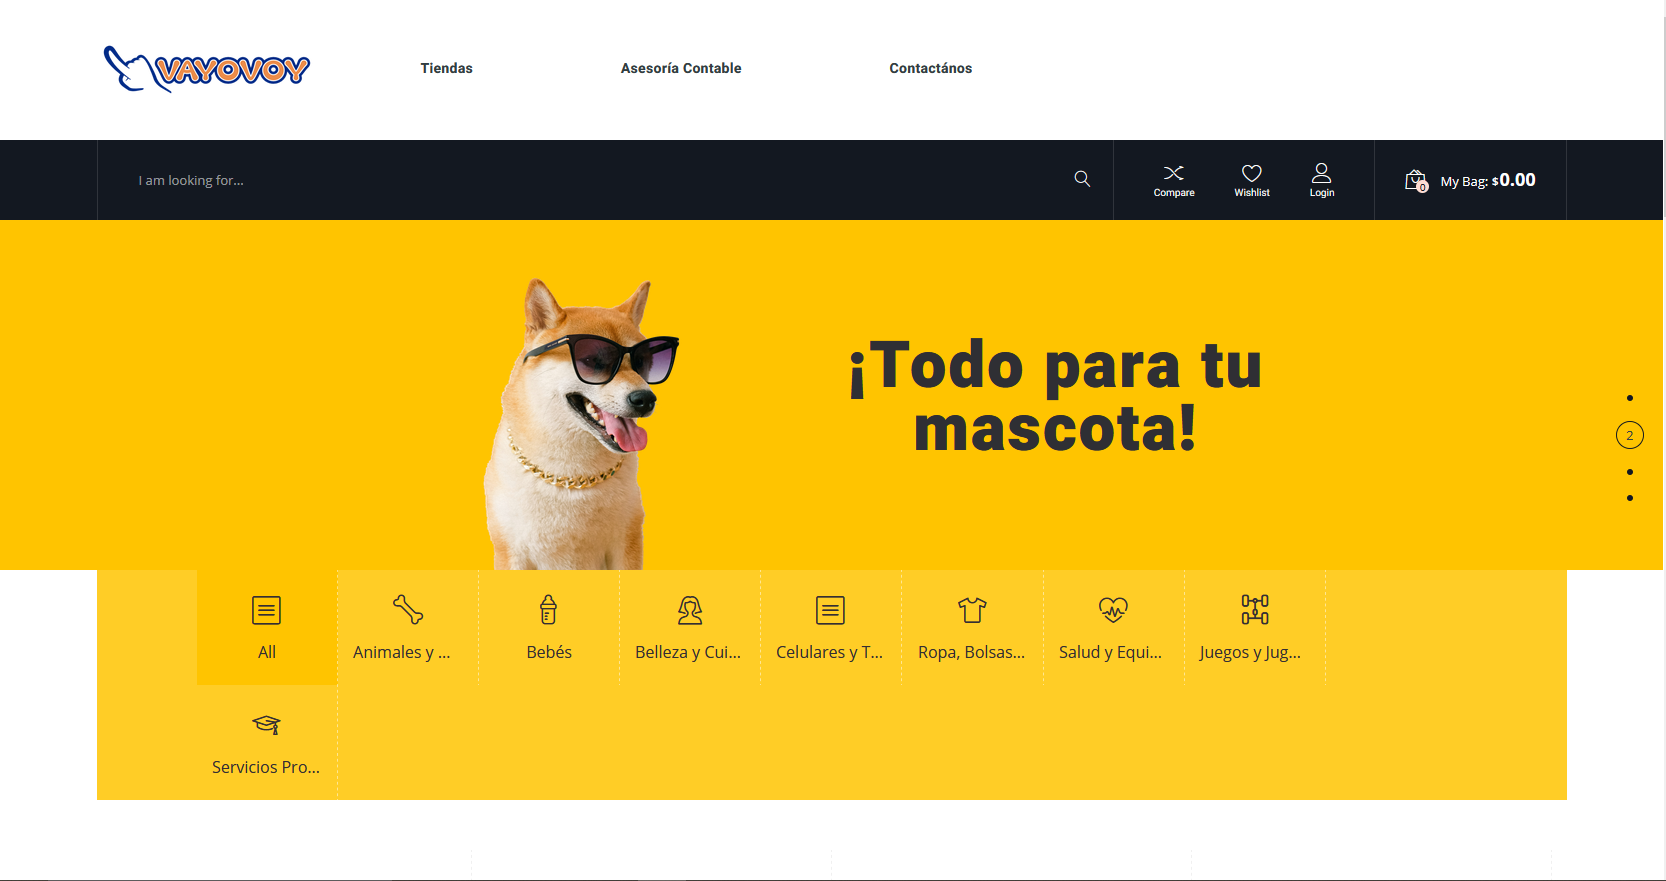 VAYOVOY
Tiendas
Asesoría Contable
Contactános
I am looking for...
Compare
Wishlist
Login
0
My Bag: $0.00
¡Todo para tu
mascota!
2
All
Animales y ...
Bebés
Belleza y Cui...
Celulares y T...
Ropa, Bolsas...
Salud y Equi...
Juegos y Jug...
Servicios Pro...